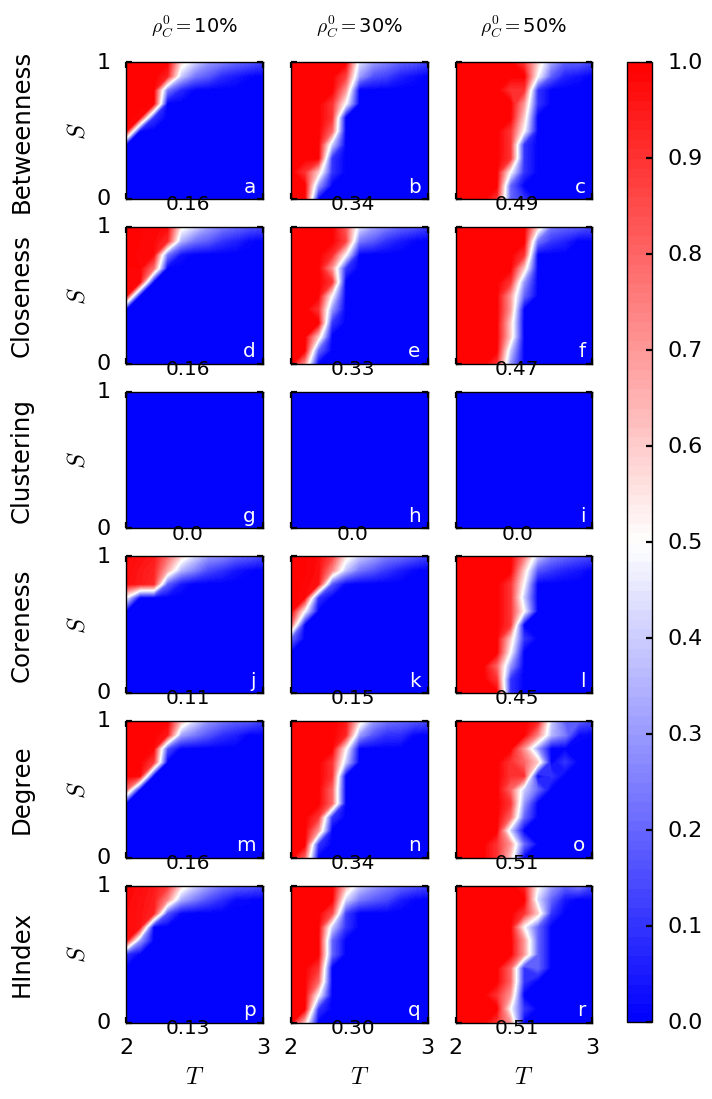 ρ_C^0 = 10% ρ_C^0 = 30% ρ_C^0 = 50%
Betweenness S 1 0 a b c
0.16 0.34 0.49
Closeness S 1 0 d e f
0.16 0.33 0.47
Clustering S 1 0 g h i
0.0 0.0 0.0
Coreness S 1 0 j k l
0.11 0.15 0.45
Degree S 1 0 m n o
0.16 0.34 0.51
HIndex S 1 0 p q r
0.13 0.30 0.51
2 3 2 3 2 3
T T T
1.0
0.9
0.8
0.7
0.6
0.5
0.4
0.3
0.2
0.1
0.0